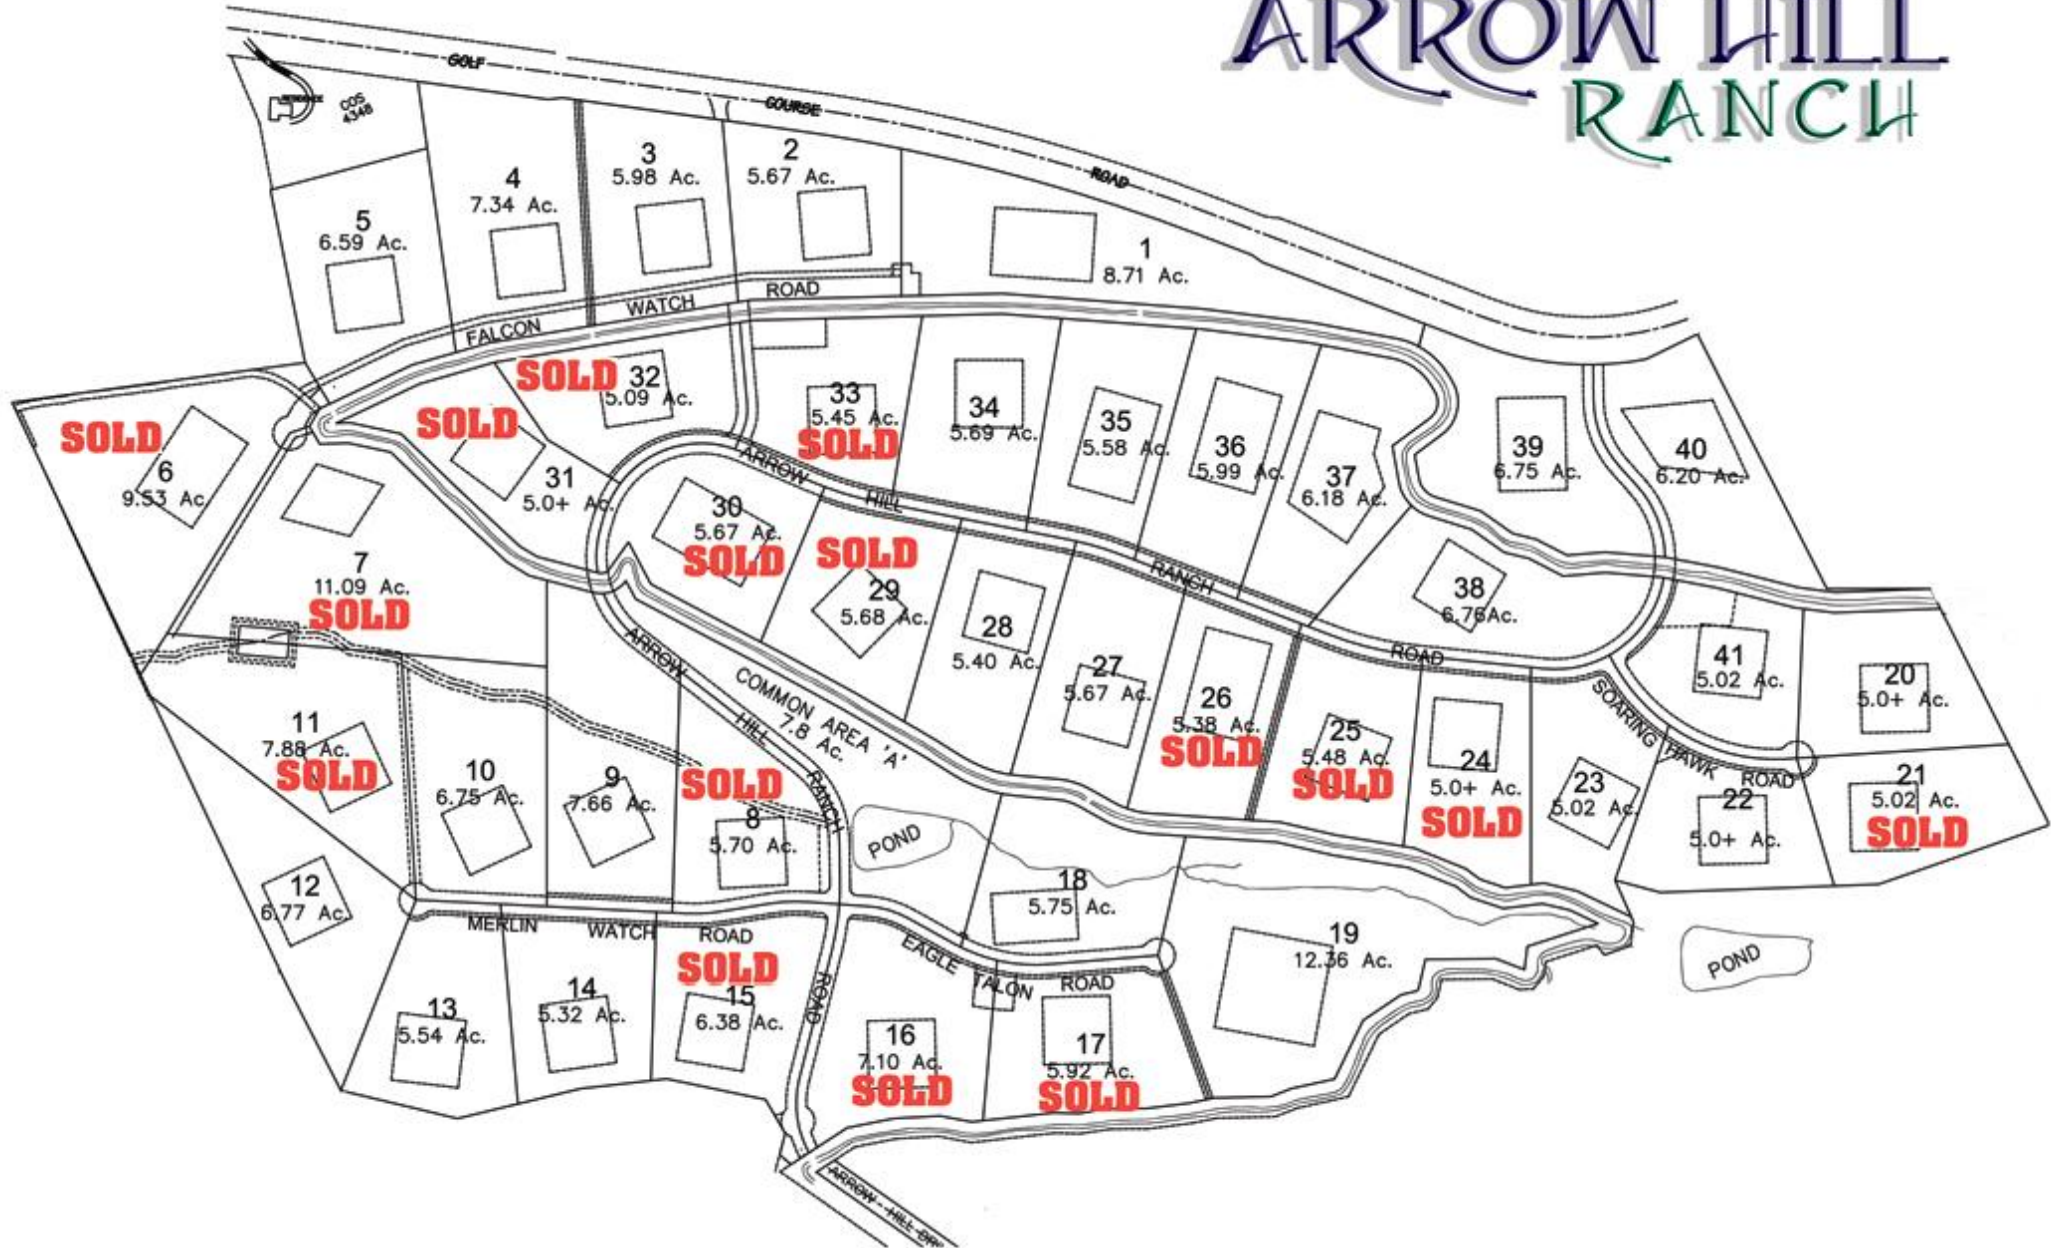 ARROW HILL
RANCH
GOLF COURSE ROAD
RESIDENCE
COS
4348
5
6.59 Ac.
4
7.34 Ac.
3
5.98 Ac.
2
5.67 Ac.
1
8.71 Ac.
FALCON WATCH ROAD
SOLD
6
9.53 Ac.
SOLD
31
5.0+ Ac.
SOLD
32
5.09 Ac.
33
5.45 Ac.
SOLD
34
5.69 Ac.
35
5.58 Ac.
36
5.99 Ac.
37
6.18 Ac.
39
6.75 Ac.
40
6.20 Ac.
7
11.09 Ac.
SOLD
30
5.67 Ac.
SOLD
SOLD
29
5.68 Ac.
28
5.40 Ac.
27
5.67 Ac.
26
5.38 Ac.
SOLD
25
5.48 Ac.
SOLD
24
5.0+ Ac.
SOLD
38
6.76Ac.
41
5.02 Ac.
20
5.0+ Ac.
23
5.02 Ac.
22
5.0+ Ac.
21
5.02 Ac.
SOLD
ARROW HILL RANCH ROAD
SOARING HAWK ROAD
ARROW HILL RANCH ROAD
COMMON AREA 'A'
7.8 Ac.
11
7.88 Ac.
SOLD
10
6.75 Ac.
9
7.66 Ac.
SOLD
8
5.70 Ac.
POND
18
5.75 Ac.
19
12.36 Ac.
POND
12
6.77 Ac.
MERLIN WATCH ROAD
EAGLE TALON ROAD
13
5.54 Ac.
14
5.32 Ac.
SOLD
15
6.38 Ac.
16
7.10 Ac.
SOLD
17
5.92 Ac.
SOLD
ARROW - HILL